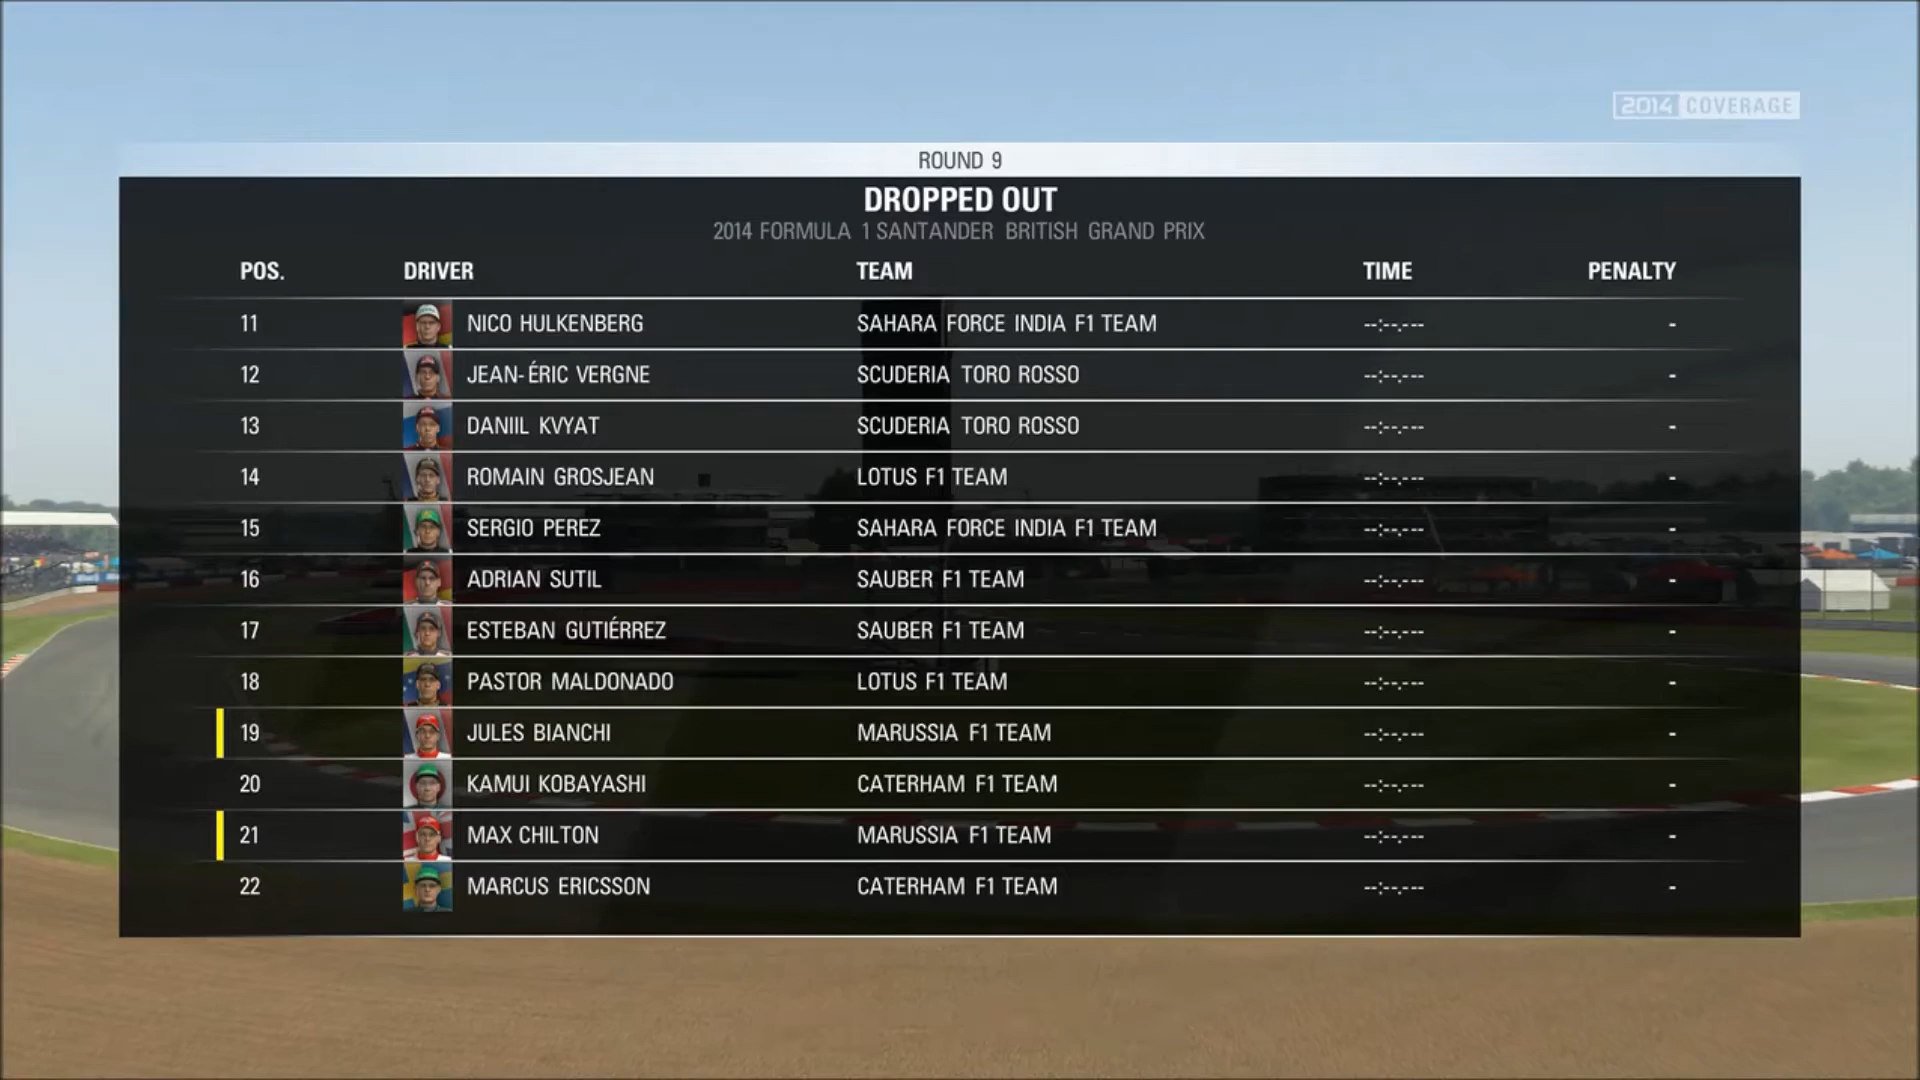 2014 COVERAGE
ROUND 9
DROPPED OUT
2014 FORMULA 1 SANTANDER BRITISH GRAND PRIX
POS. DRIVER TEAM TIME PENALTY
11 NICO HULKENBERG SAHARA FORCE INDIA F1 TEAM --:--.--- -
12 JEAN-ÉRIC VERGNE SCUDERIA TORO ROSSO --:--.--- -
13 DANIIL KVYAT SCUDERIA TORO ROSSO --:--.--- -
14 ROMAIN GROSJEAN LOTUS F1 TEAM --:--.--- -
15 SERGIO PEREZ SAHARA FORCE INDIA F1 TEAM --:--.--- -
16 ADRIAN SUTIL SAUBER F1 TEAM --:--.--- -
17 ESTEBAN GUTIÉRREZ SAUBER F1 TEAM --:--.--- -
18 PASTOR MALDONADO LOTUS F1 TEAM --:--.--- -
19 JULES BIANCHI MARUSSIA F1 TEAM --:--.--- -
20 KAMUI KOBAYASHI CATERHAM F1 TEAM --:--.--- -
21 MAX CHILTON MARUSSIA F1 TEAM --:--.--- -
22 MARCUS ERICSSON CATERHAM F1 TEAM --:--.--- -